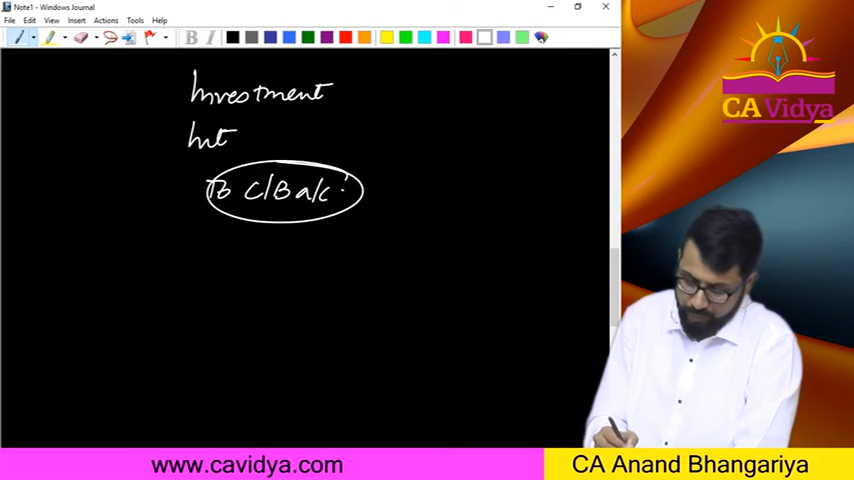 Note1 - Windows Journal
File Edit View Insert Actions Tools Help
B I
Investment
Int
To C/B a/c.
CA Vidya
www.cavidya.com
CA Anand Bhangariya